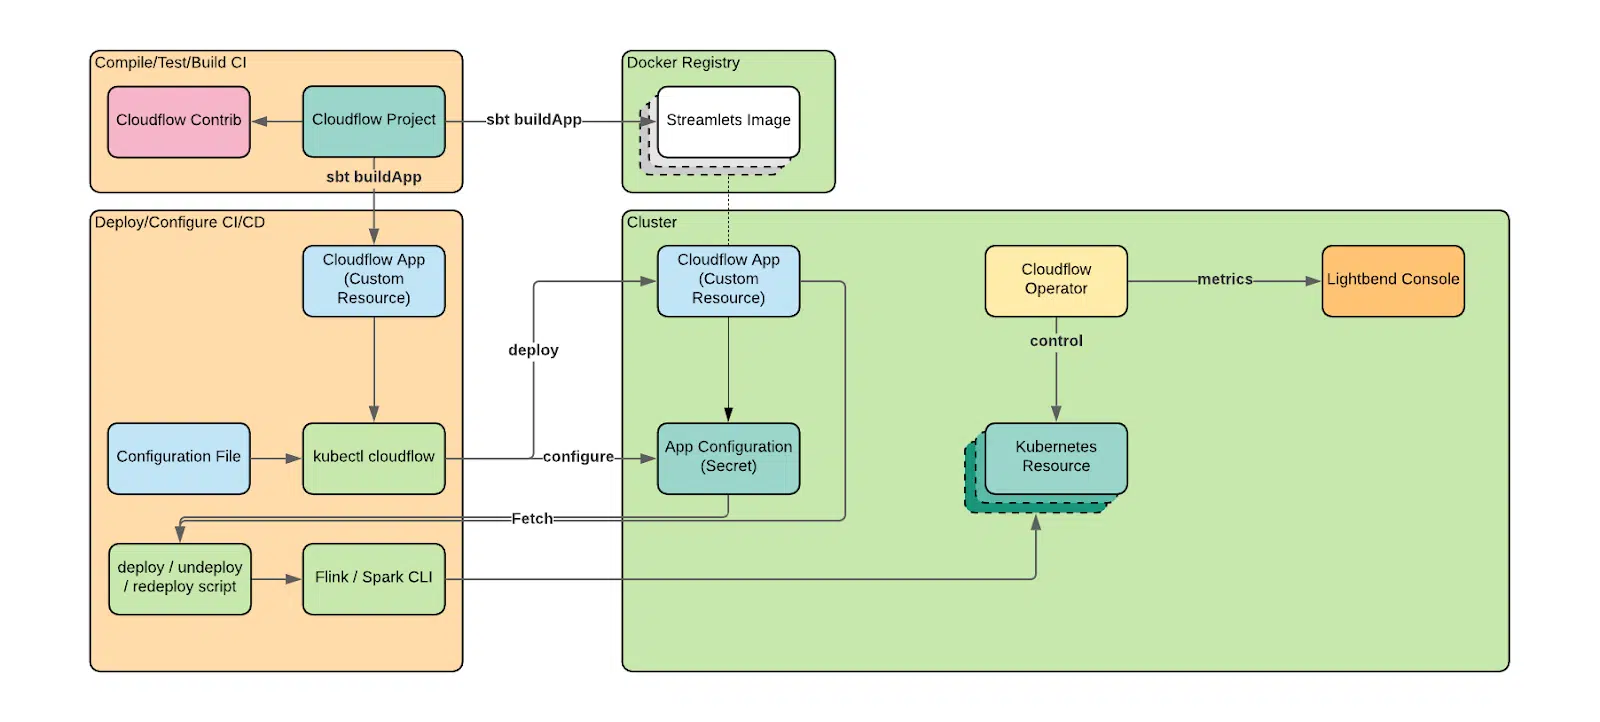 Compile/Test/Build CI
Docker Registry
Cloudflow Contrib
Cloudflow Project
sbt buildApp
Streamlets Image
sbt buildApp
Deploy/Configure CI/CD
Cluster
Cloudflow App
(Custom
Resource)
Cloudflow App
(Custom
Resource)
Cloudflow
Operator
metrics
Lightbend Console
deploy
control
Configuration File
kubectl cloudflow
configure
App Configuration
(Secret)
Kubernetes
Resource
Fetch
deploy / undeploy
/ redeploy script
Flink / Spark CLI